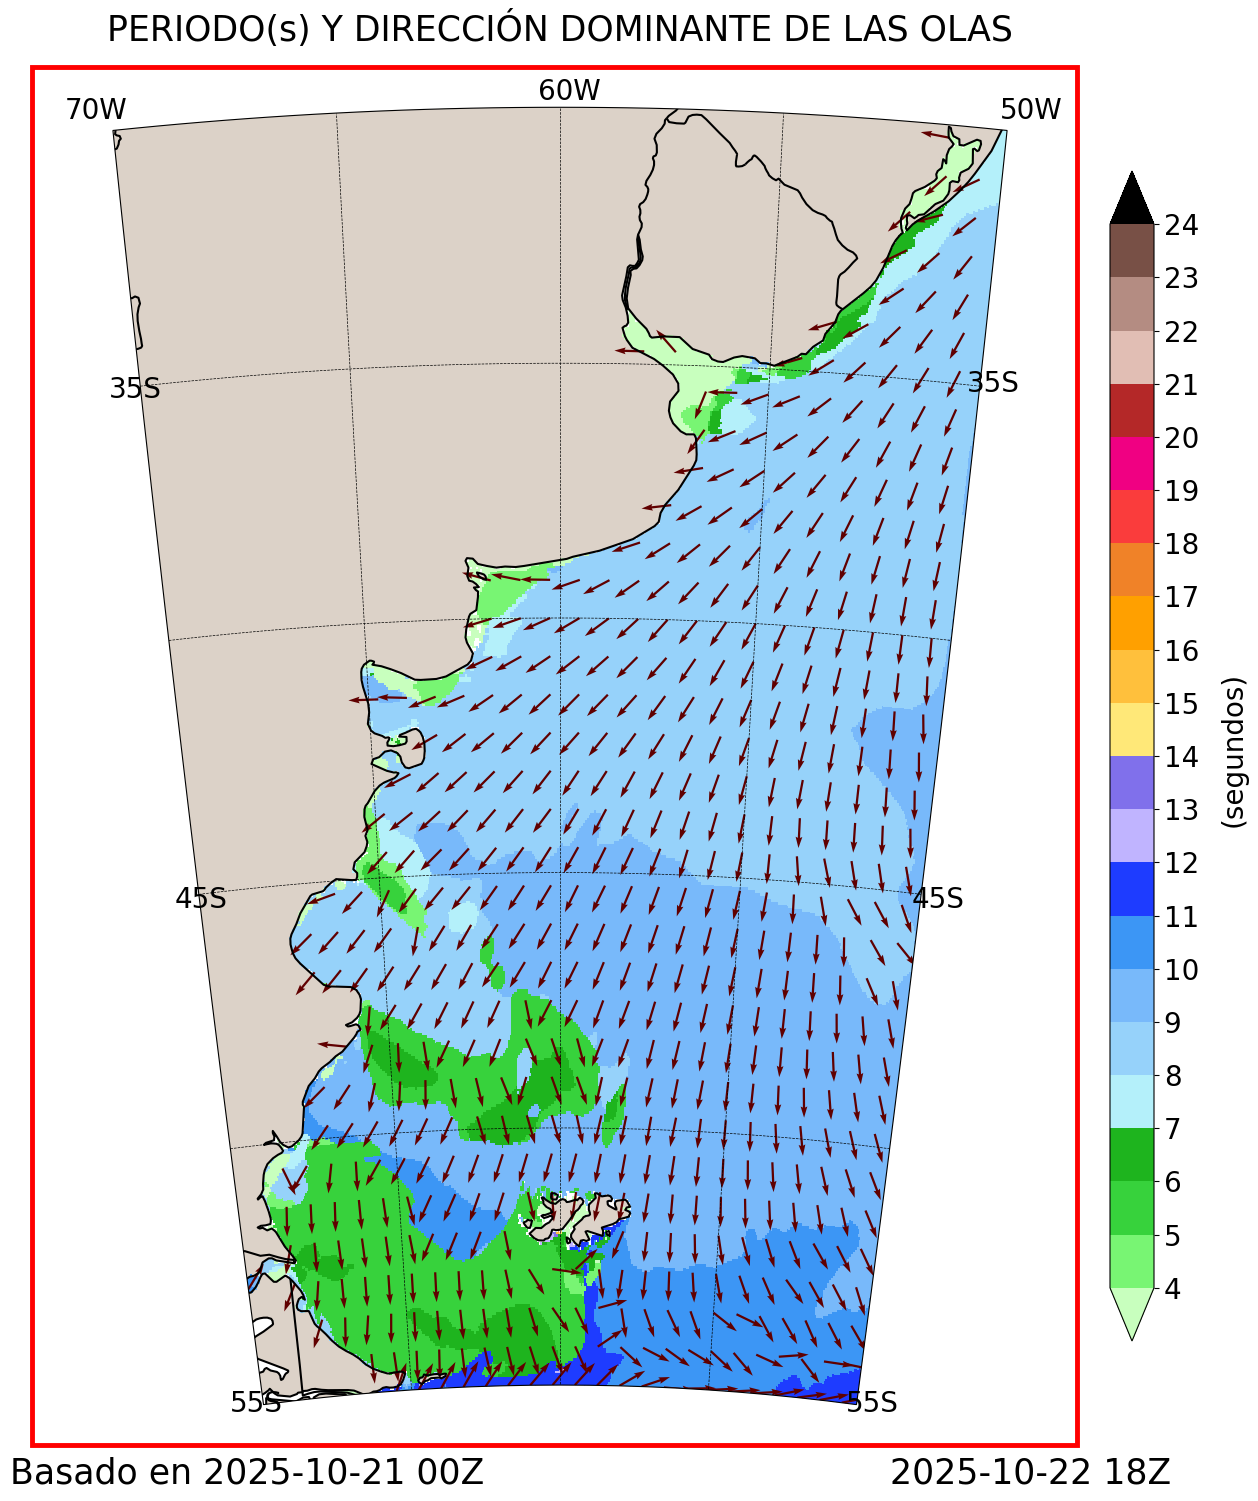 PERIODO(s) Y DIRECCIÓN DOMINANTE DE LAS OLAS
70W
60W
50W
35S
35S
45S
45S
55S
55S
24
23
22
21
20
19
18
17
16
15
14
13
12
11
10
9
8
7
6
5
4
(segundos)
Basado en 2025-10-21 00Z
2025-10-22 18Z